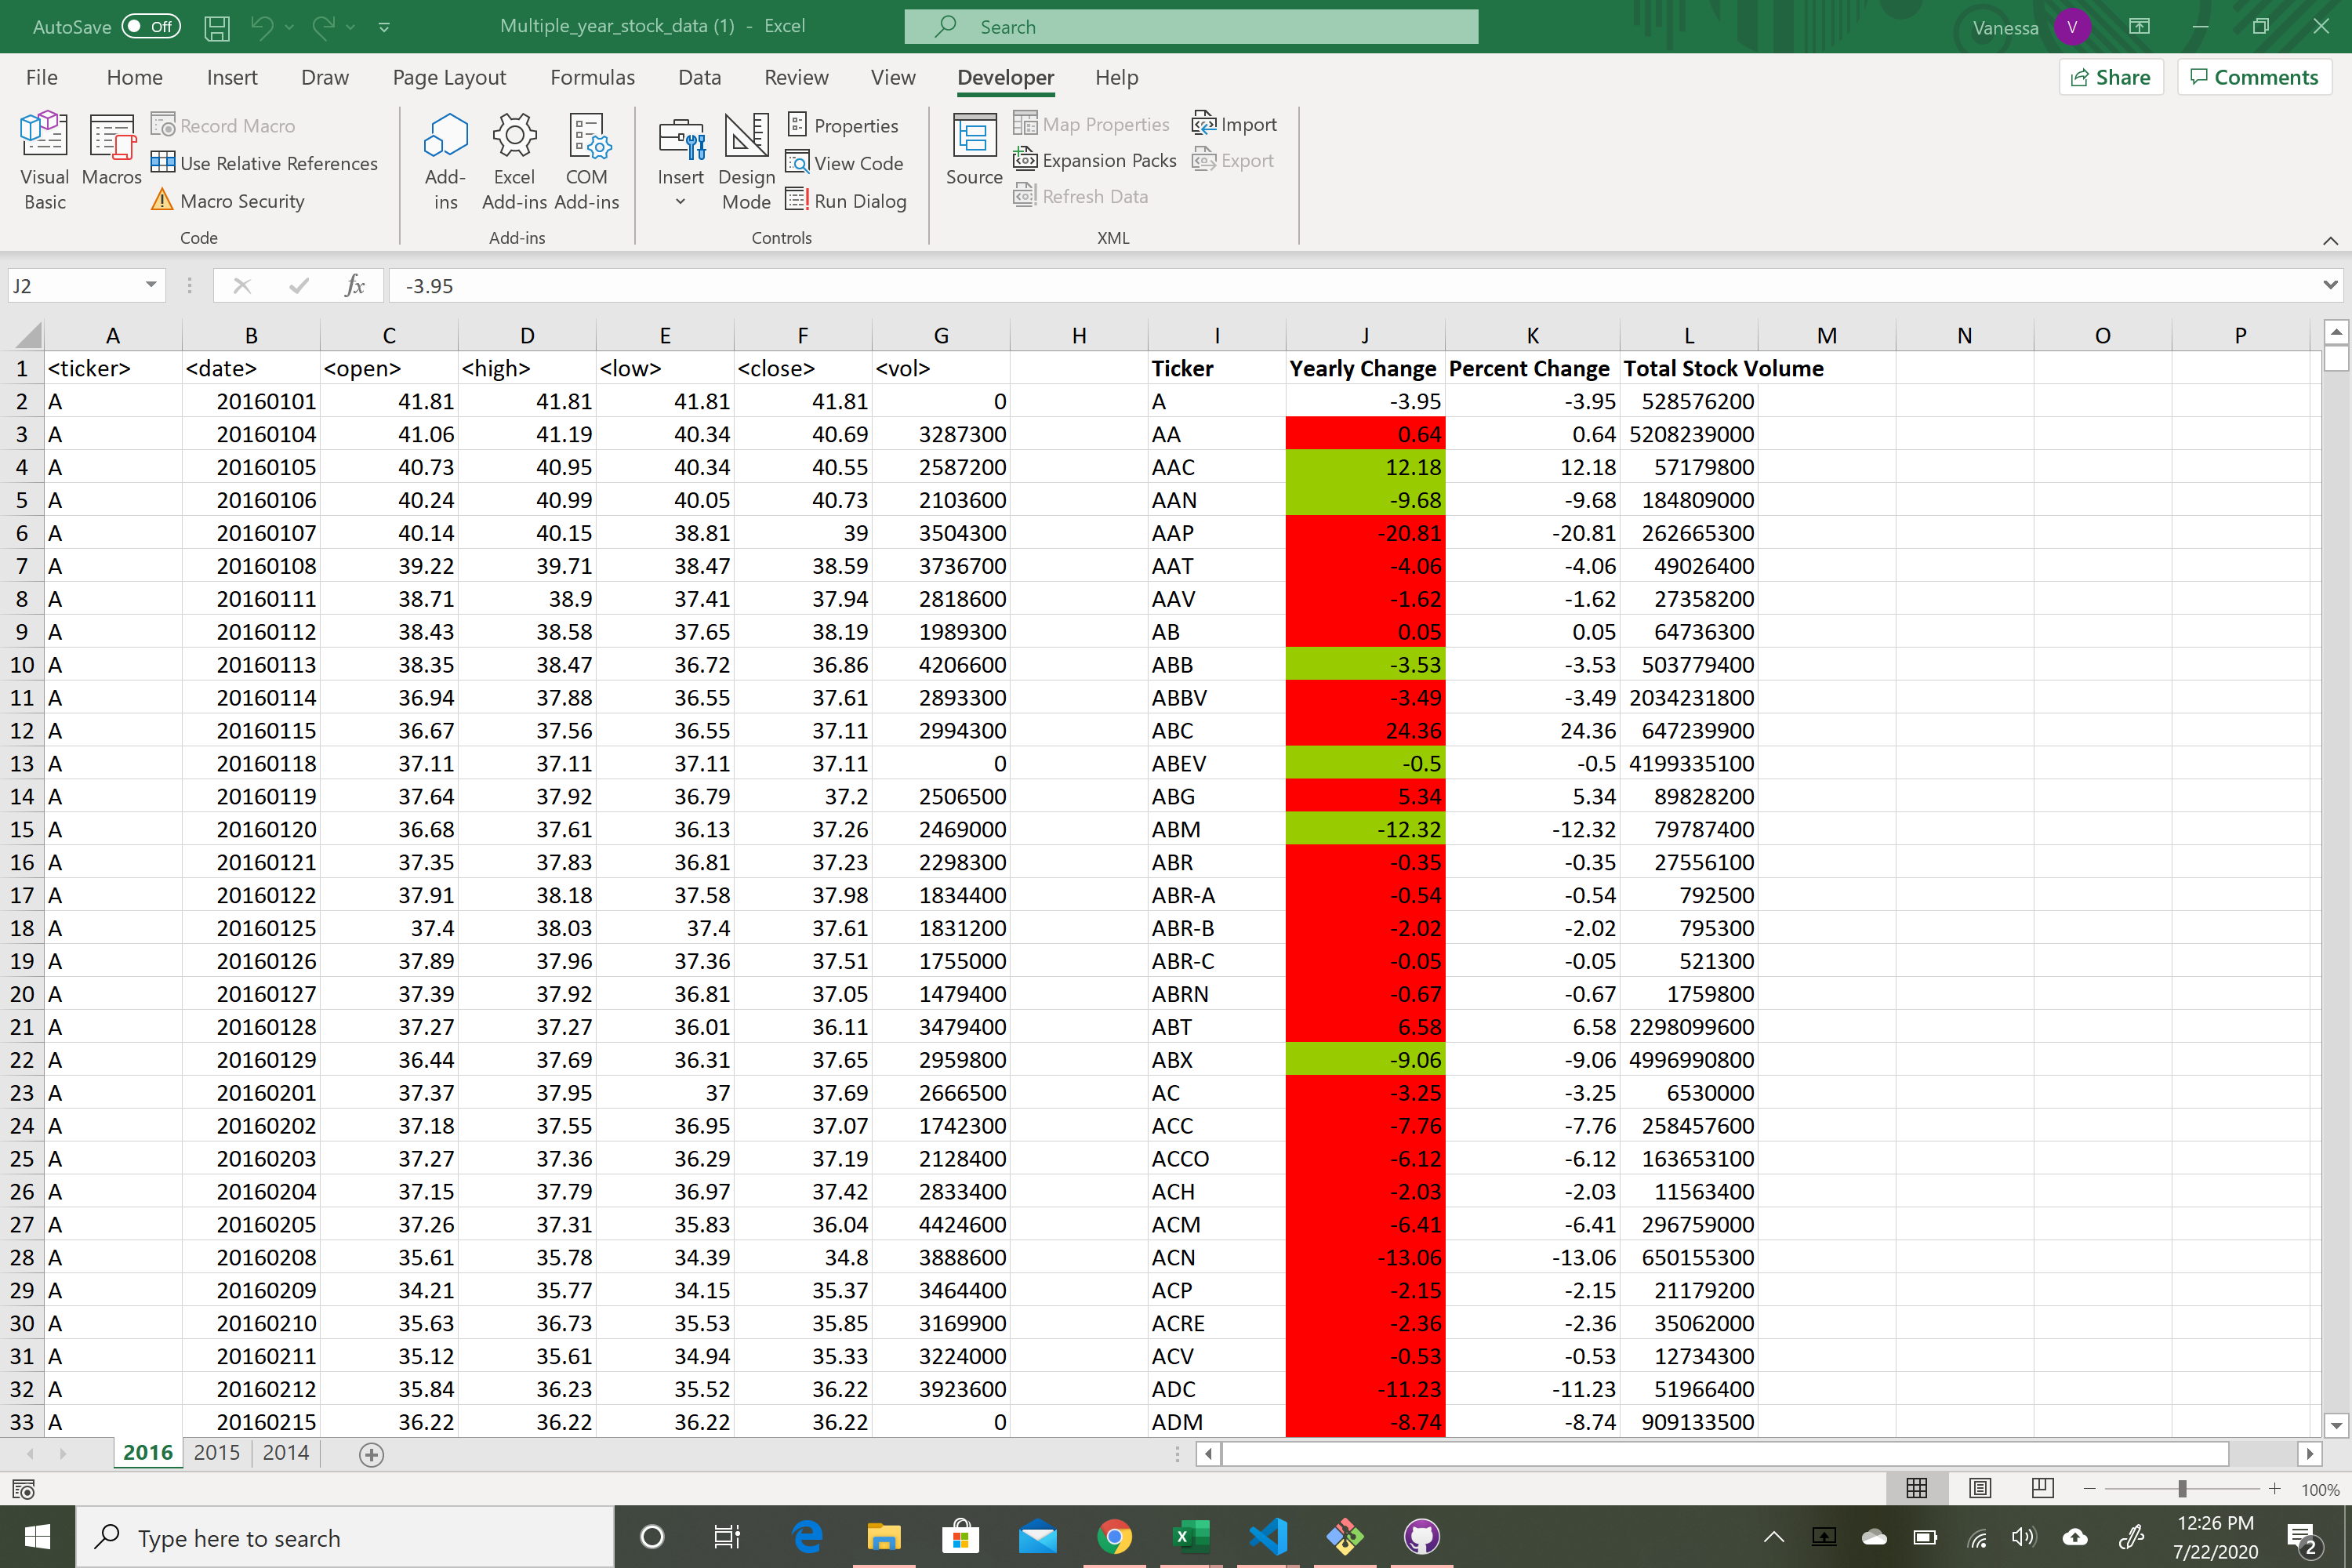 AutoSave Off Multiple_year_stock_data (1) - Excel Search Vanessa V
File Home Insert Draw Page Layout Formulas Data Review View Developer Help Share Comments
Visual Basic Macros Record Macro Use Relative References Macro Security Code
Add-ins Excel Add-ins COM Add-ins Add-ins
Insert Design Mode Properties View Code Run Dialog Controls
Source Map Properties Expansion Packs Refresh Data Import Export XML
J2 fx -3.95
A B C D E F G H I J K L M N O P
1 <ticker> <date> <open> <high> <low> <close> <vol> Ticker Yearly Change Percent Change Total Stock Volume
2 A 20160101 41.81 41.81 41.81 41.81 0 A -3.95 -3.95 528576200
3 A 20160104 41.06 41.19 40.34 40.69 3287300 AA 0.64 0.64 5208239000
4 A 20160105 40.73 40.95 40.34 40.55 2587200 AAC 12.18 12.18 57179800
5 A 20160106 40.24 40.99 40.05 40.73 2103600 AAN -9.68 -9.68 184809000
6 A 20160107 40.14 40.15 38.81 39 3504300 AAP -20.81 -20.81 262665300
7 A 20160108 39.22 39.71 38.47 38.59 3736700 AAT -4.06 -4.06 49026400
8 A 20160111 38.71 38.9 37.41 37.94 2818600 AAV -1.62 -1.62 27358200
9 A 20160112 38.43 38.58 37.65 38.19 1989300 AB 0.05 0.05 64736300
10 A 20160113 38.35 38.47 36.72 36.86 4206600 ABB -3.53 -3.53 503779400
11 A 20160114 36.94 37.88 36.55 37.61 2893300 ABBV -3.49 -3.49 2034231800
12 A 20160115 36.67 37.56 36.55 37.11 2994300 ABC 24.36 24.36 647239900
13 A 20160118 37.11 37.11 37.11 37.11 0 ABEV -0.5 -0.5 4199335100
14 A 20160119 37.64 37.92 36.79 37.2 2506500 ABG 5.34 5.34 89828200
15 A 20160120 36.68 37.61 36.13 37.26 2469000 ABM -12.32 -12.32 79787400
16 A 20160121 37.35 37.83 36.81 37.23 2298300 ABR -0.35 -0.35 27556100
17 A 20160122 37.91 38.18 37.58 37.98 1834400 ABR-A -0.54 -0.54 792500
18 A 20160125 37.4 38.03 37.4 37.61 1831200 ABR-B -2.02 -2.02 795300
19 A 20160126 37.89 37.96 37.36 37.51 1755000 ABR-C -0.05 -0.05 521300
20 A 20160127 37.39 37.92 36.81 37.05 1479400 ABRN -0.67 -0.67 1759800
21 A 20160128 37.27 37.27 36.01 36.11 3479400 ABT 6.58 6.58 2298099600
22 A 20160129 36.44 37.69 36.31 37.65 2959800 ABX -9.06 -9.06 4996990800
23 A 20160201 37.37 37.95 37 37.69 2666500 AC -3.25 -3.25 6530000
24 A 20160202 37.18 37.55 36.95 37.07 1742300 ACC -7.76 -7.76 258457600
25 A 20160203 37.27 37.36 36.29 37.19 2128400 ACCO -6.12 -6.12 163653100
26 A 20160204 37.15 37.79 36.97 37.42 2833400 ACH -2.03 -2.03 11563400
27 A 20160205 37.26 37.31 35.83 36.04 4424600 ACM -6.41 -6.41 296759000
28 A 20160208 35.61 35.78 34.39 34.8 3888600 ACN -13.06 -13.06 650155300
29 A 20160209 34.21 35.77 34.15 35.37 3464400 ACP -2.15 -2.15 21179200
30 A 20160210 35.63 36.73 35.53 35.85 3169900 ACRE -2.36 -2.36 35062000
31 A 20160211 35.12 35.61 34.94 35.33 3224000 ACV -0.53 -0.53 12734300
32 A 20160212 35.84 36.23 35.52 36.22 3923600 ADC -11.23 -11.23 51966400
33 A 20160215 36.22 36.22 36.22 36.22 0 ADM -8.74 -8.74 909133500
2016 2015 2014
100%
Type here to search 12:26 PM
7/22/2020 2